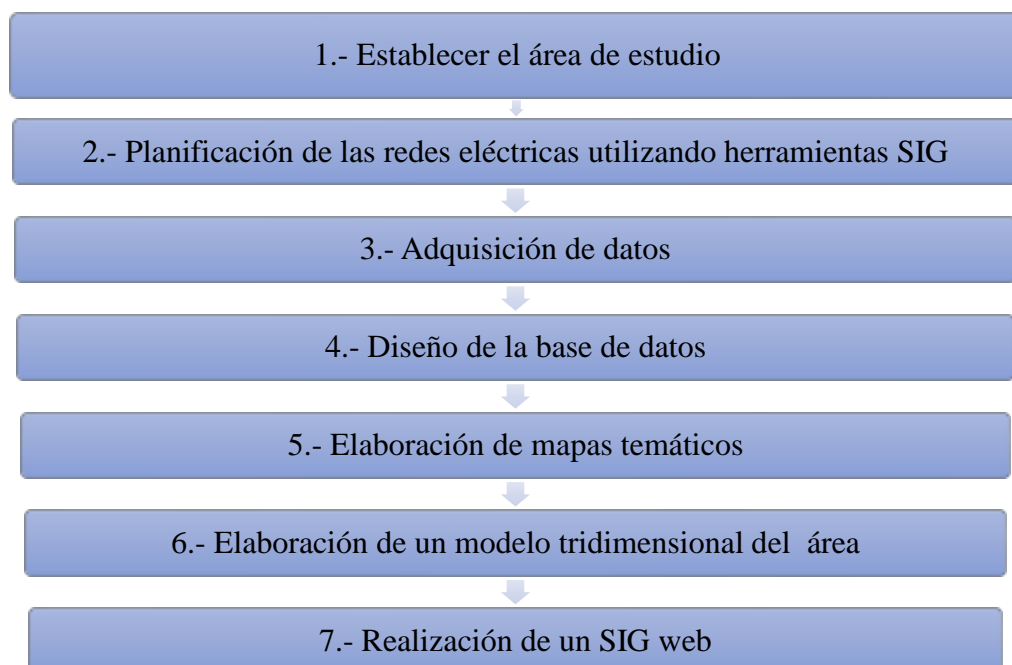 1.- Establecer el área de estudio
2.- Planificación de las redes eléctricas utilizando herramientas SIG
3.- Adquisición de datos
4.- Diseño de la base de datos
5.- Elaboración de mapas temáticos
6.- Elaboración de un modelo tridimensional del  área
7.- Realización de un SIG web